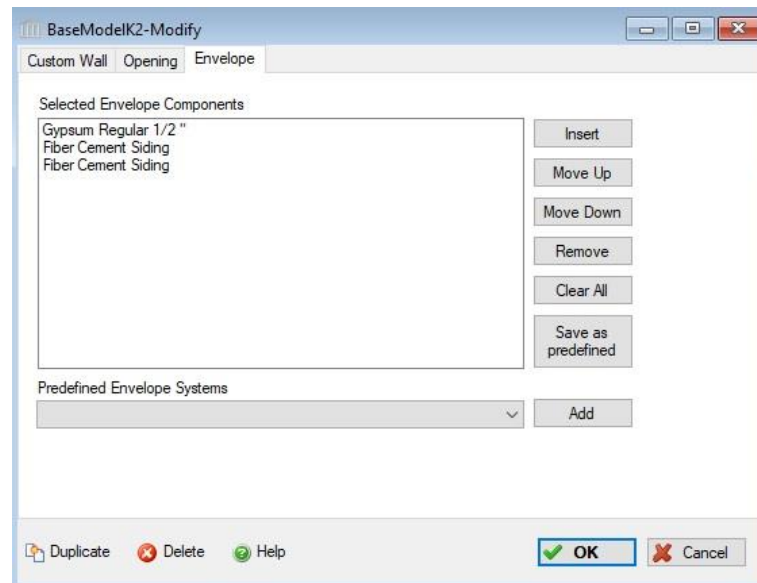 BaseModelK2-Modify
Custom Wall Opening Envelope
Selected Envelope Components
Gypsum Regular 1/2 "
Fiber Cement Siding
Fiber Cement Siding
Insert
Move Up
Move Down
Remove
Clear All
Save as
predefined
Predefined Envelope Systems
Add
Duplicate Delete Help OK Cancel